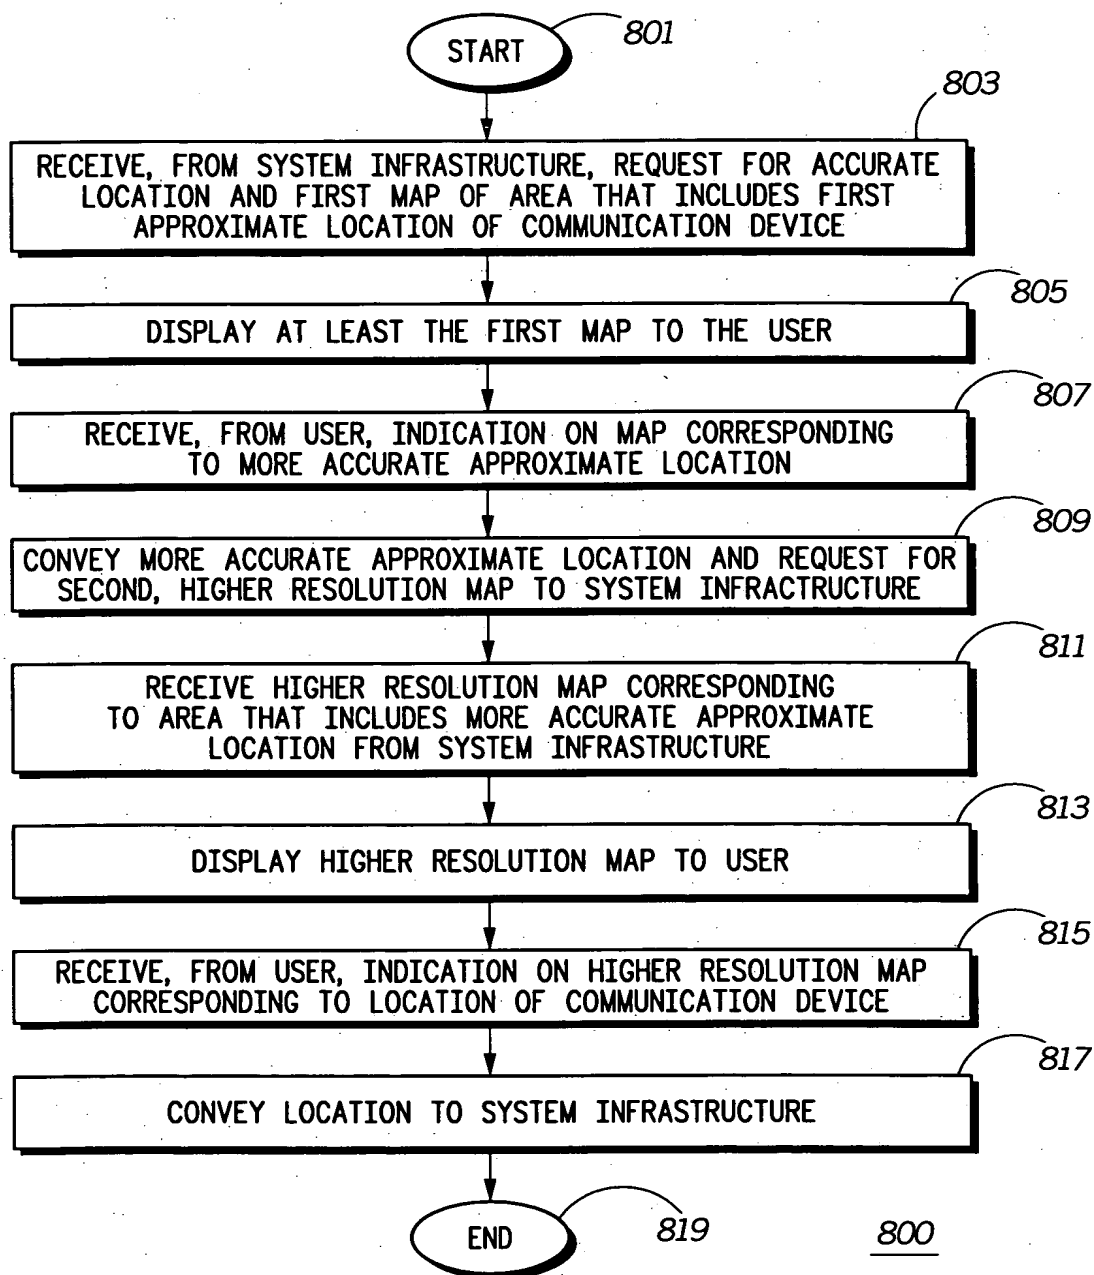 START
801
803
RECEIVE, FROM SYSTEM INFRASTRUCTURE, REQUEST FOR ACCURATE
LOCATION AND FIRST MAP OF AREA THAT INCLUDES FIRST
APPROXIMATE LOCATION OF COMMUNICATION DEVICE
805
DISPLAY AT LEAST THE FIRST MAP TO THE USER
807
RECEIVE, FROM USER, INDICATION ON MAP CORRESPONDING
TO MORE ACCURATE APPROXIMATE LOCATION
809
CONVEY MORE ACCURATE APPROXIMATE LOCATION AND REQUEST FOR
SECOND, HIGHER RESOLUTION MAP TO SYSTEM INFRACTRUCTURE
811
RECEIVE HIGHER RESOLUTION MAP CORRESPONDING
TO AREA THAT INCLUDES MORE ACCURATE APPROXIMATE
LOCATION FROM SYSTEM INFRASTRUCTURE
813
DISPLAY HIGHER RESOLUTION MAP TO USER
815
RECEIVE, FROM USER, INDICATION ON HIGHER RESOLUTION MAP
CORRESPONDING TO LOCATION OF COMMUNICATION DEVICE
817
CONVEY LOCATION TO SYSTEM INFRASTRUCTURE
END
819
800